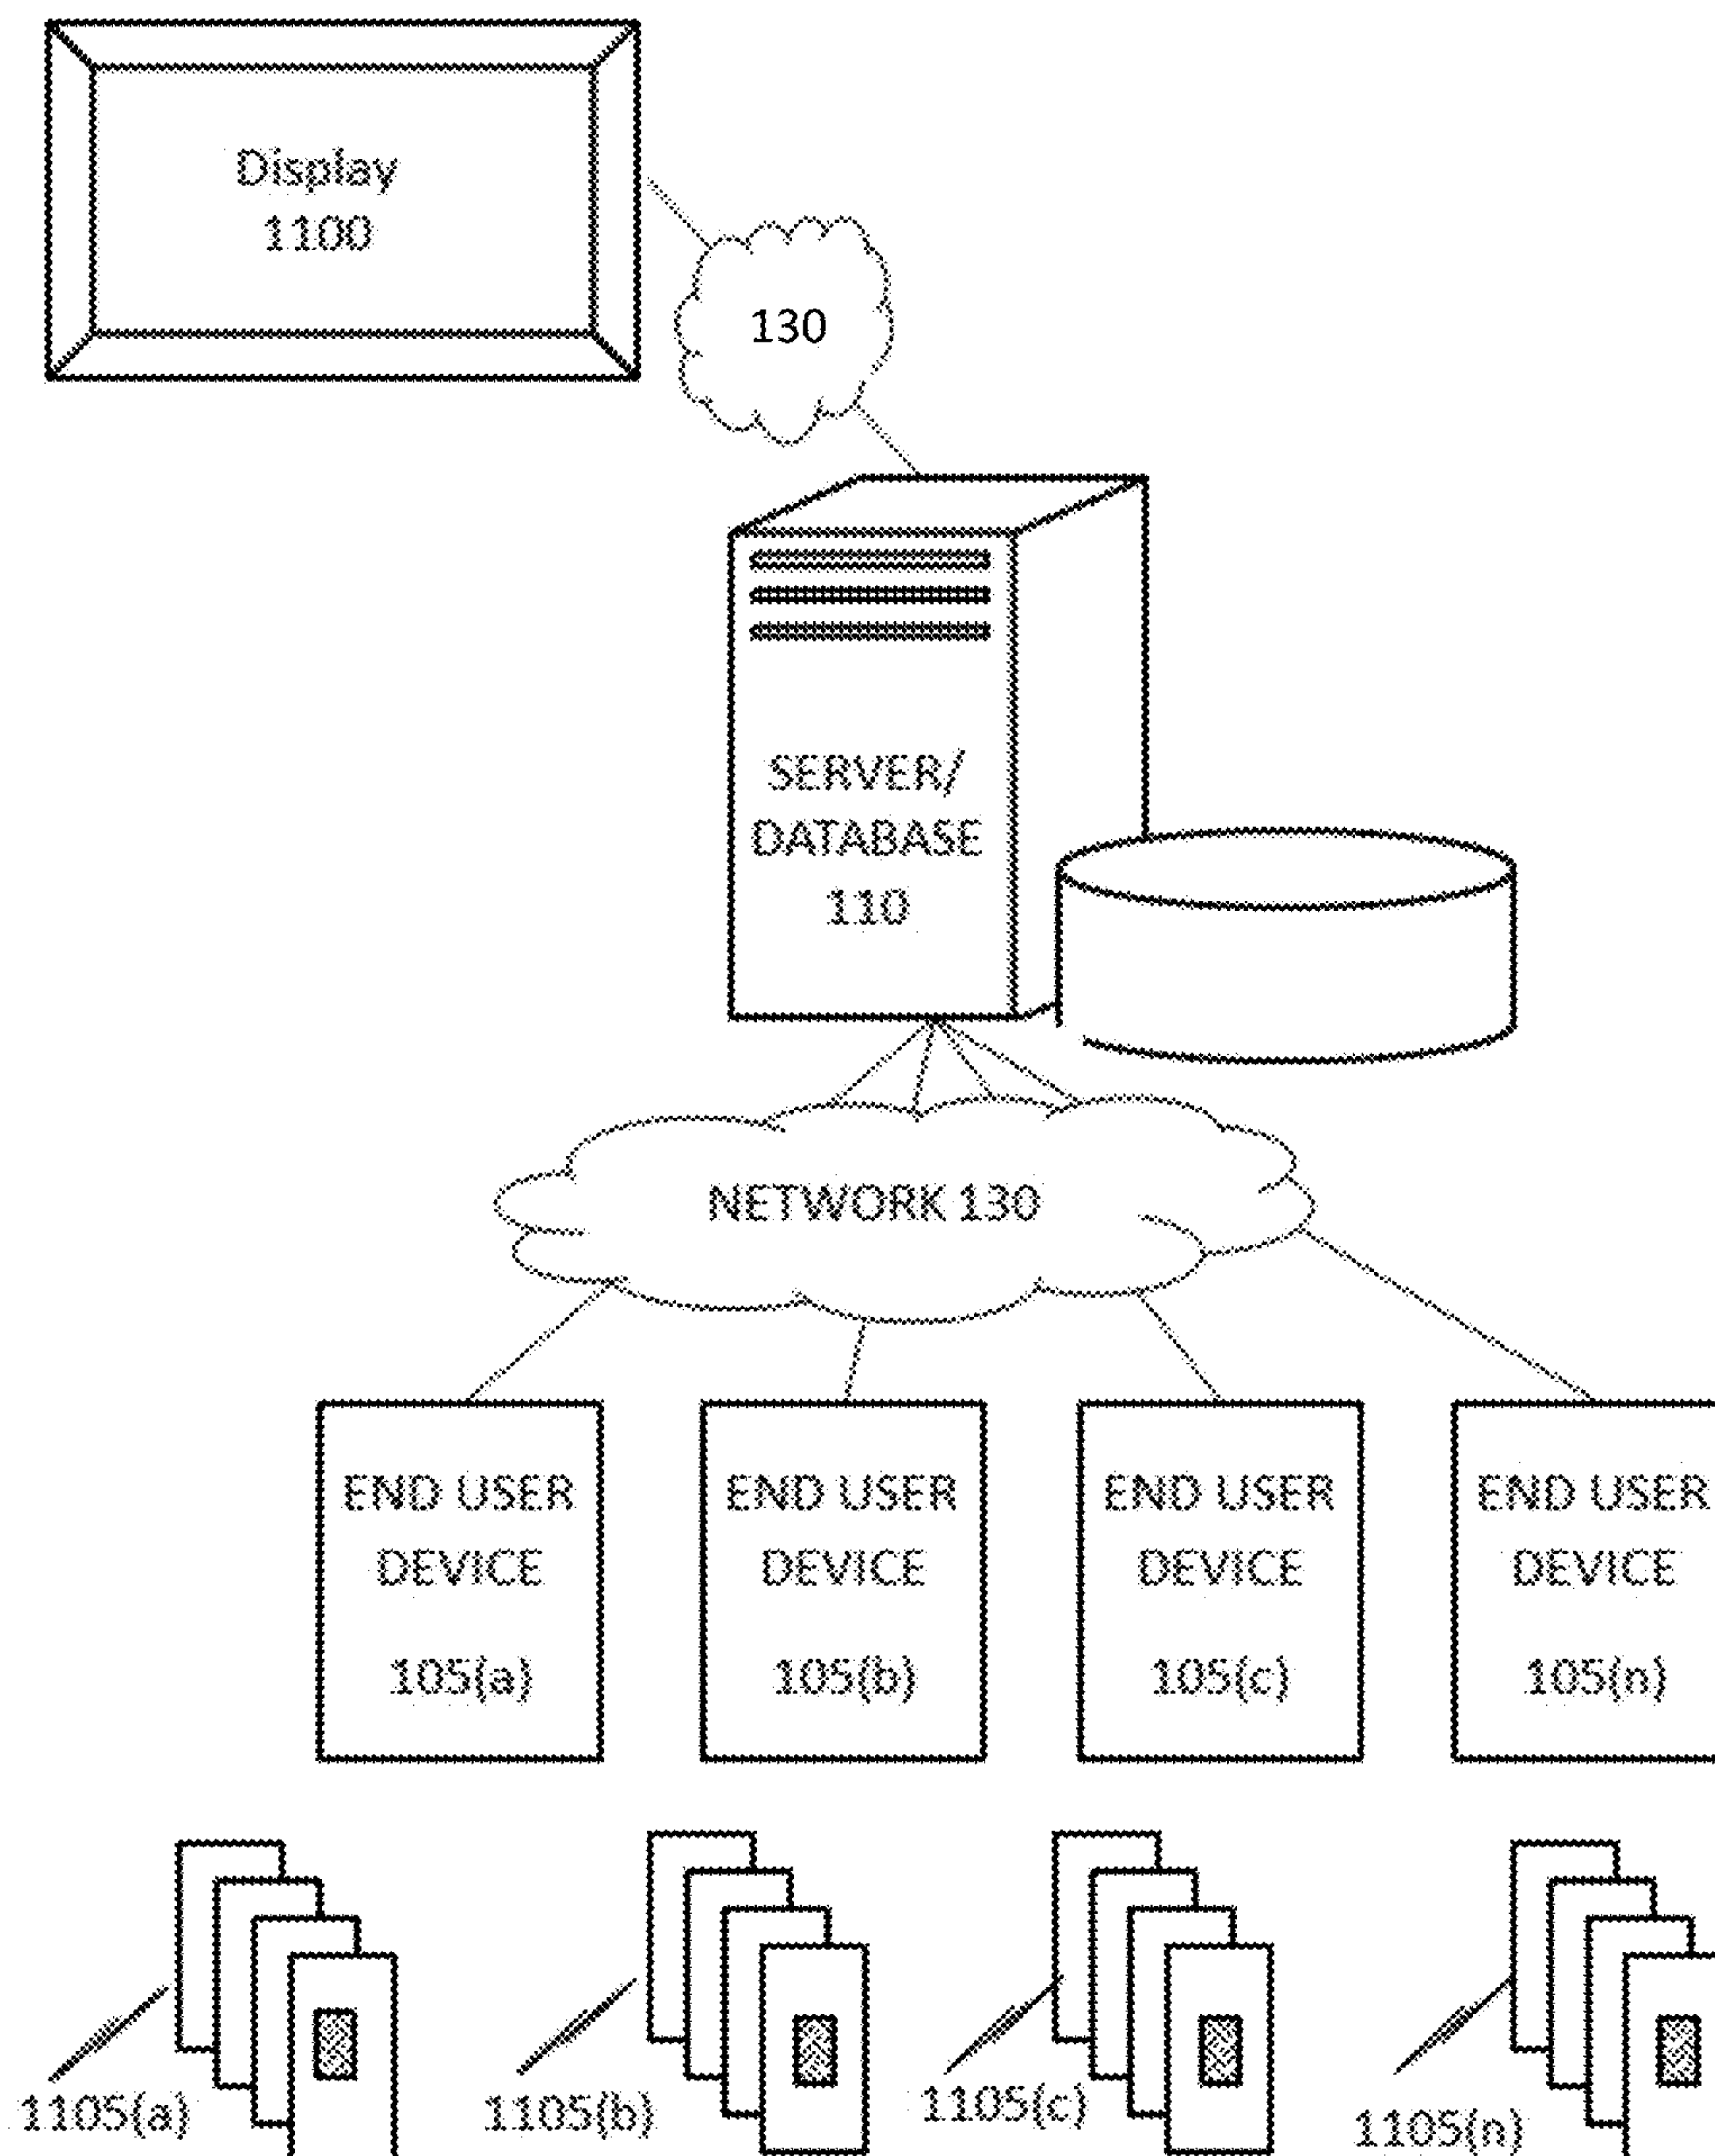 Display
1100
130
SERVER/
DATABASE
110
NETWORK 130
END USER
DEVICE
105(a)
END USER
DEVICE
105(b)
END USER
DEVICE
105(c)
END USER
DEVICE
105(n)
1105(a)
1105(b)
1105(c)
1105(n)